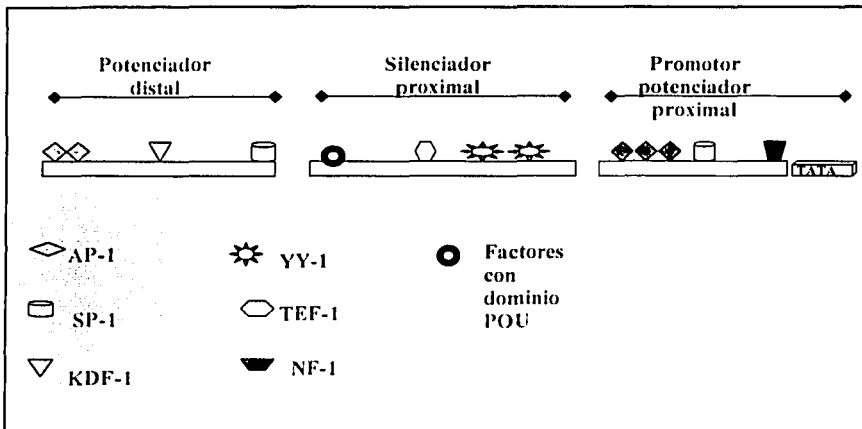 Potenciador
distal
Silenciador
proximal
Promotor
potenciador
proximal
TATA
AP-1
YY-1
Factores
con
dominio
POU
SP-1
TEF-1
KDF-1
NF-1